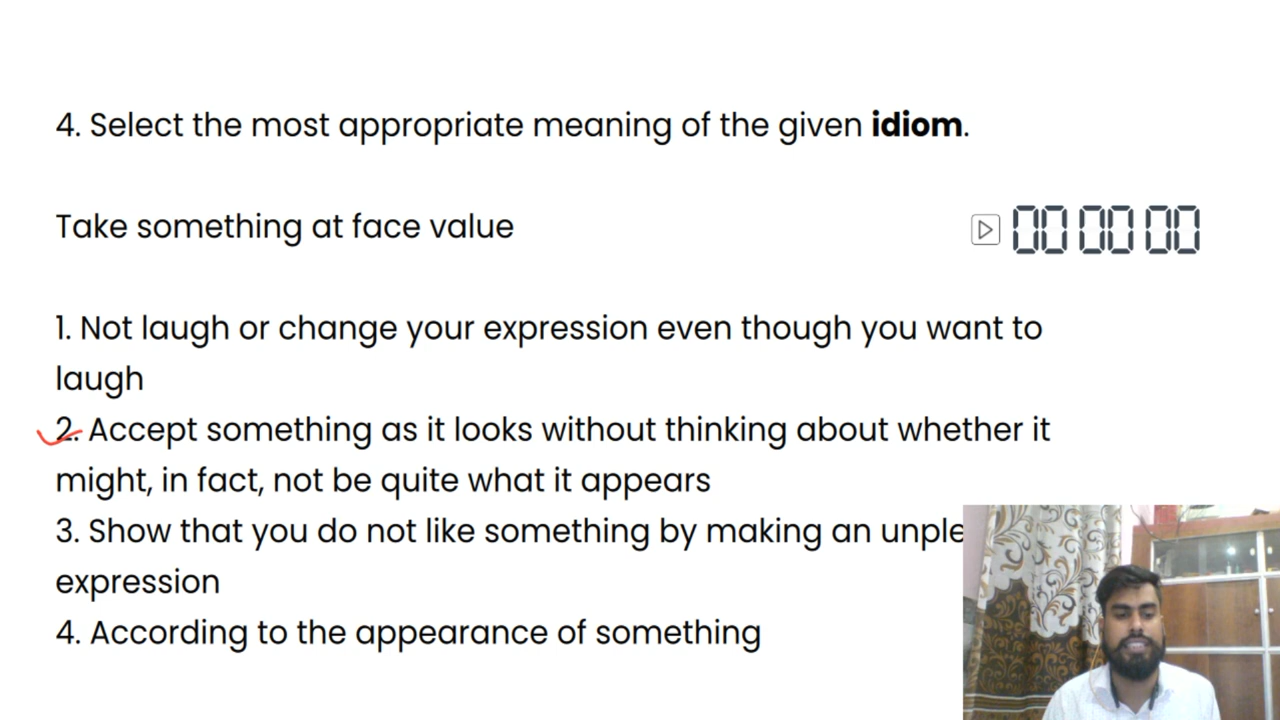 4. Select the most appropriate meaning of the given idiom.
Take something at face value
00 00 00
1. Not laugh or change your expression even though you want to
laugh
2. Accept something as it looks without thinking about whether it
might, in fact, not be quite what it appears
3. Show that you do not like something by making an unple
expression
4. According to the appearance of something